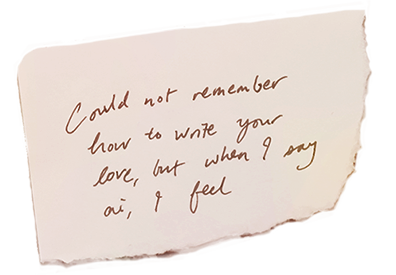 Could not remember
how to write your
love, but when I say
ai, I feel